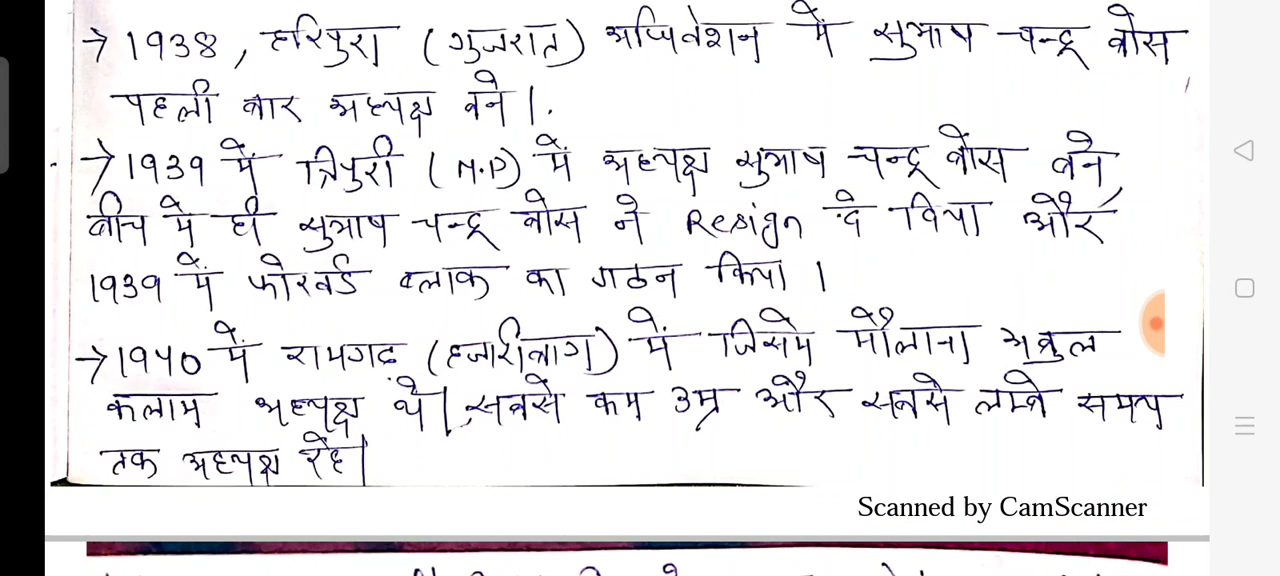 → 1938, हरिपुरा (गुजरात) अधिवेशन में सुभाष चन्द्र बोस
पहली बार अध्यक्ष बने।
→ 1939 में त्रिपुरी (M.P) में अध्यक्ष सुभाष चन्द्र बोस बने,
बीच में ही सुभाष चन्द्र बोस ने Resign दे दिया और
1939 में फोरवर्ड ब्लाक का गठन किया।
→ 1940 में रामगढ़ (हजारीबाग) में जिसमे मौलाना अबुल
कलाम अध्यक्ष थे। सबसे कम उम्र और सबसे लम्बे समय
तक अध्यक्ष रहे।
Scanned by CamScanner